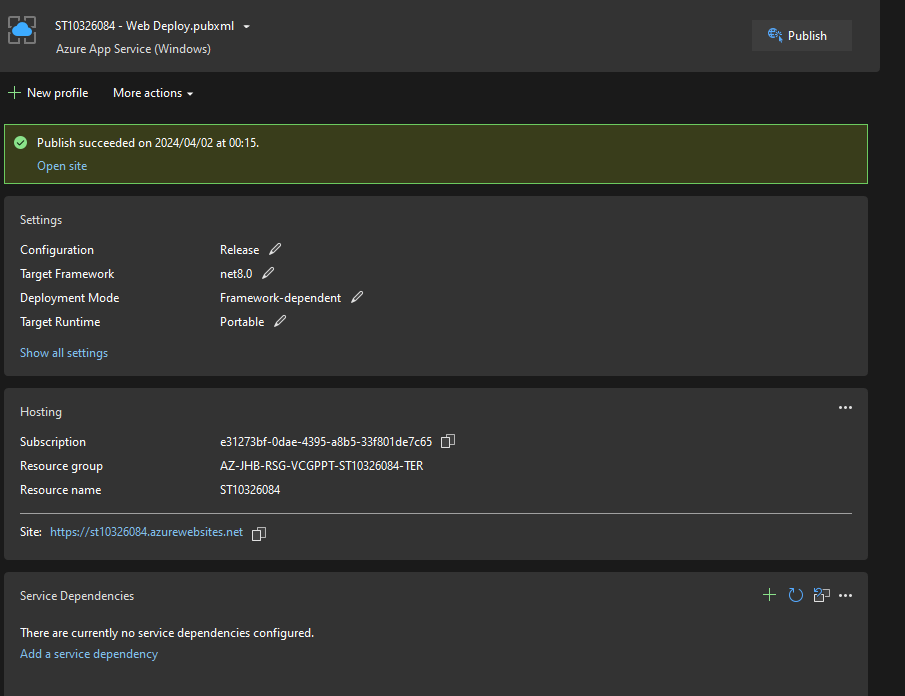 ST10326084 - Web Deploy.pubxml
Azure App Service (Windows)
Publish
New profile
More actions
Publish succeeded on 2024/04/02 at 00:15.
Open site
Settings
Configuration Release
Target Framework net8.0
Deployment Mode Framework-dependent
Target Runtime Portable
Show all settings
Hosting
Subscription e31273bf-0dae-4395-a8b5-33f801de7c65
Resource group AZ-JHB-RSG-VCGPPT-ST10326084-TER
Resource name ST10326084
Site: https://st10326084.azurewebsites.net
Service Dependencies
There are currently no service dependencies configured.
Add a service dependency